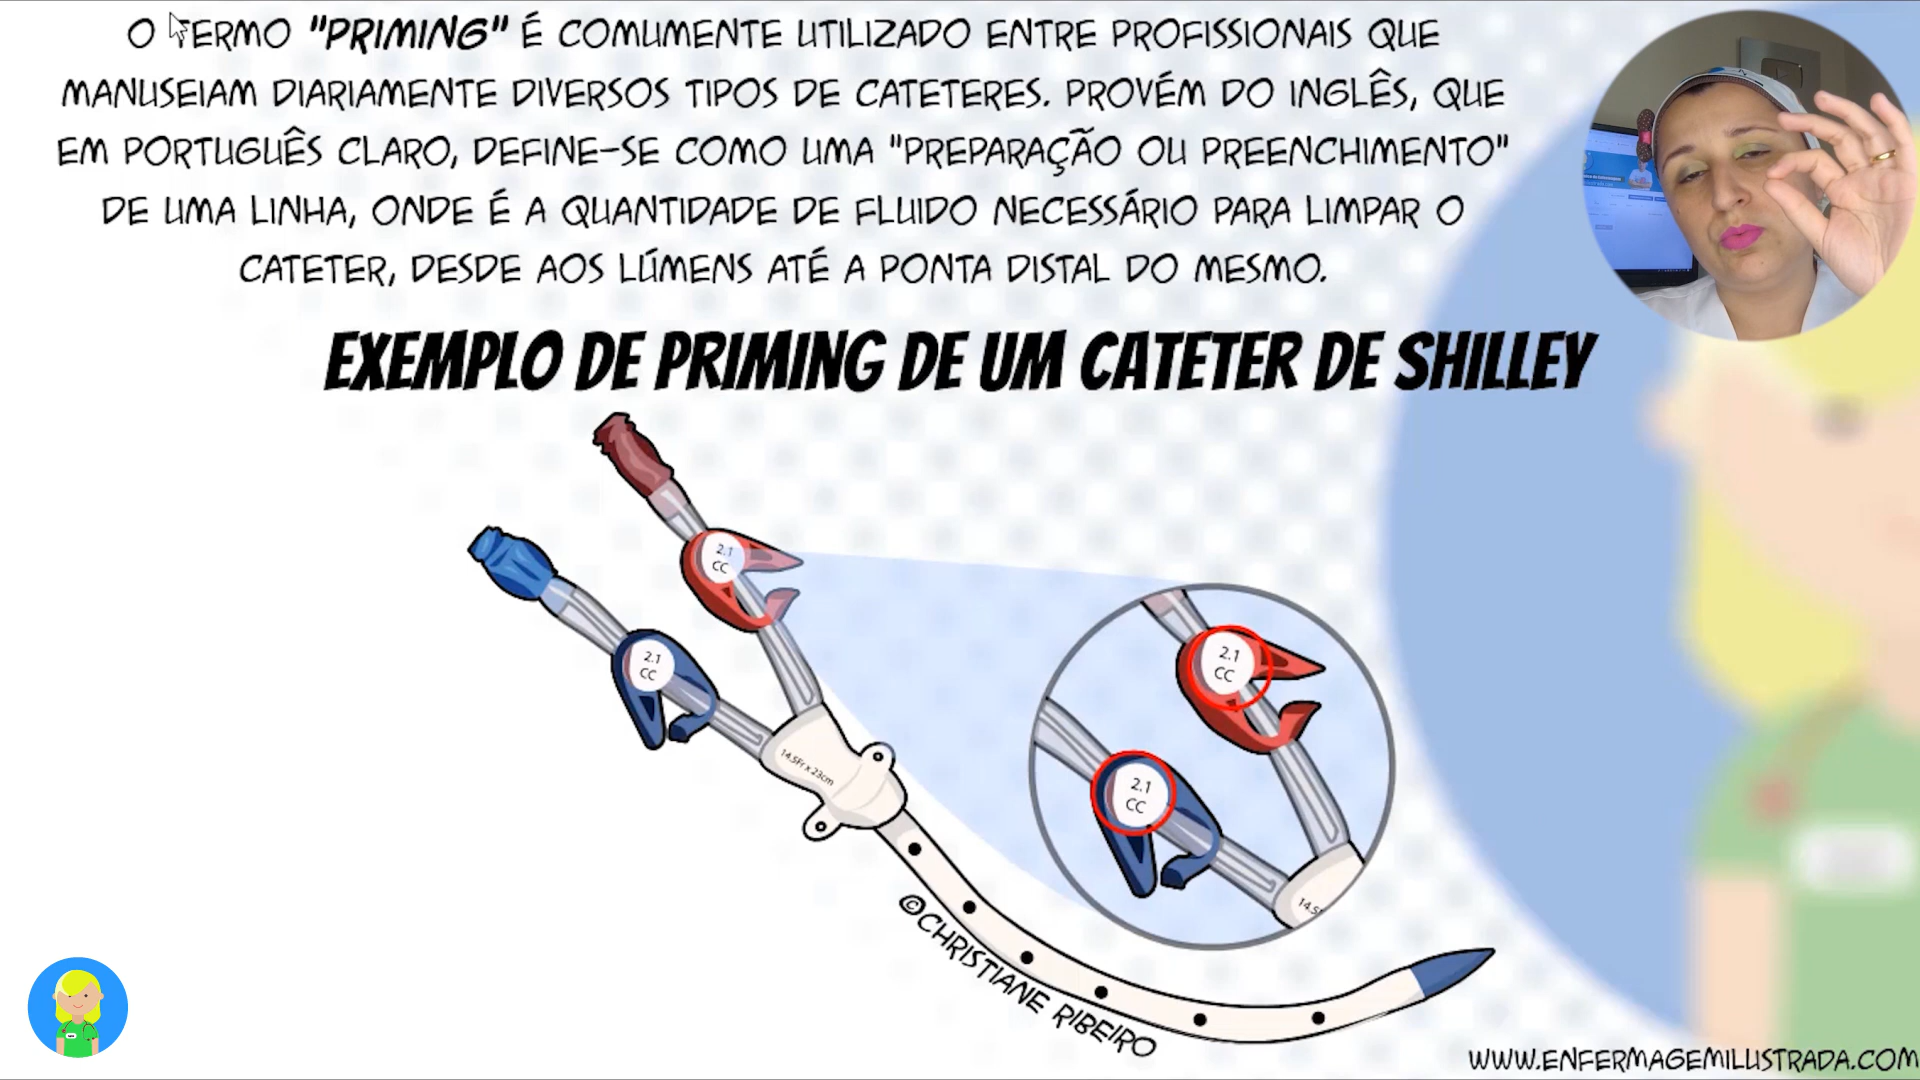 O TERMO "PRIMING" É COMUMENTE UTILIZADO ENTRE PROFISSIONAIS QUE
MANUSEIAM DIARIAMENTE DIVERSOS TIPOS DE CATETERES. PROVÉM DO INGLÊS, QUE
EM PORTUGUÊS CLARO, DEFINE-SE COMO UMA "PREPARAÇÃO OU PREENCHIMENTO"
DE UMA LINHA, ONDE É A QUANTIDADE DE FLUIDO NECESSÁRIO PARA LIMPAR O
CATETER, DESDE AOS LÚMENS ATÉ A PONTA DISTAL DO MESMO.
EXEMPLO DE PRIMING DE UM CATETER DE SHILLEY
2.1
CC
2.1
CC
14.5Fr x 23cm
2.1
CC
2.1
CC
14.5
©CHRISTIANE RIBEIRO
WWW.ENFERMAGEMILUSTRADA.COM